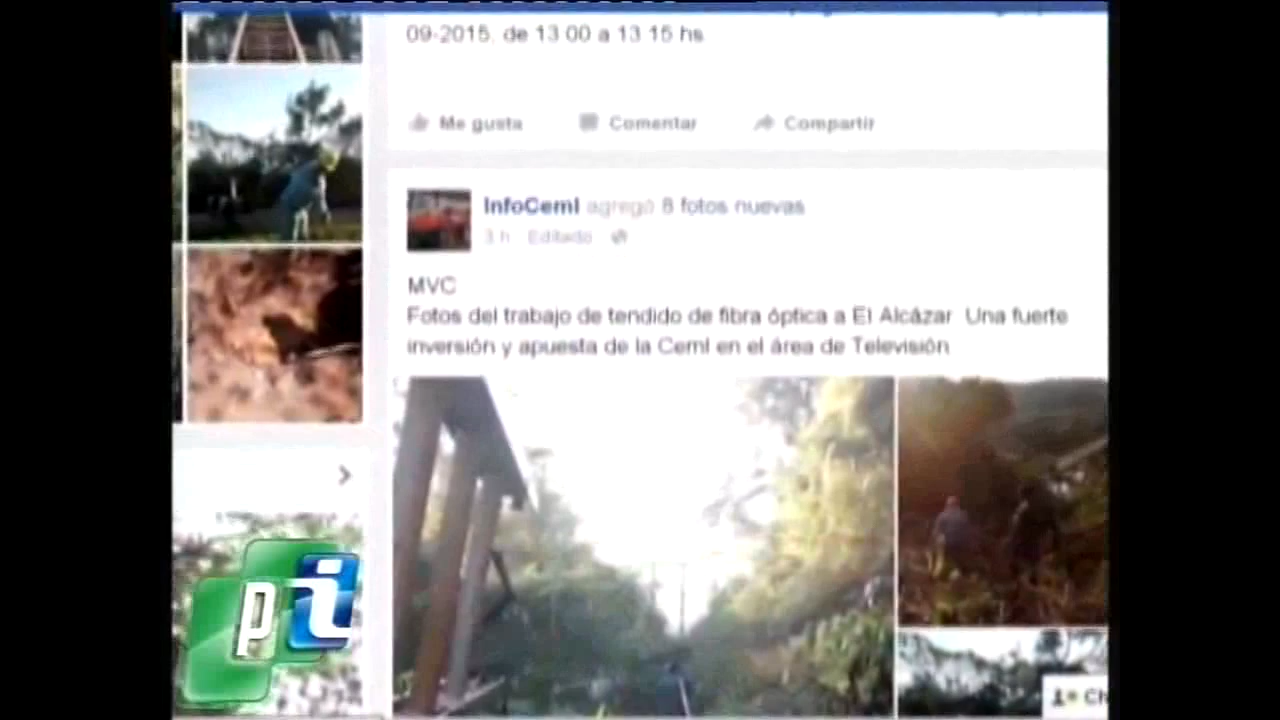 09-2015, de 13 00 a 13 15 hs
Me gusta
Comentar
Compartir
InfoCeml agregó 8 fotos nuevas
3 h Editado
MVC
Fotos del trabajo de tendido de fibra óptica a El Alcázar Una fuerte
inversión y apuesta de la Ceml en el área de Televisión
pi
Ch